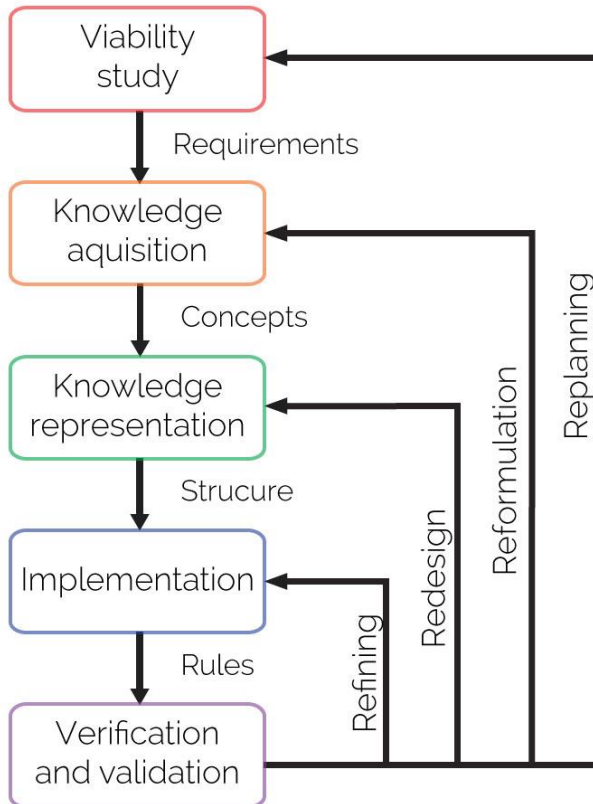 Viability
study
Requirements
Knowledge
aquisition
Concepts
Knowledge
representation
Strucure
Implementation
Rules
Verification
and validation
Refining
Redesign
Reformulation
Replanning